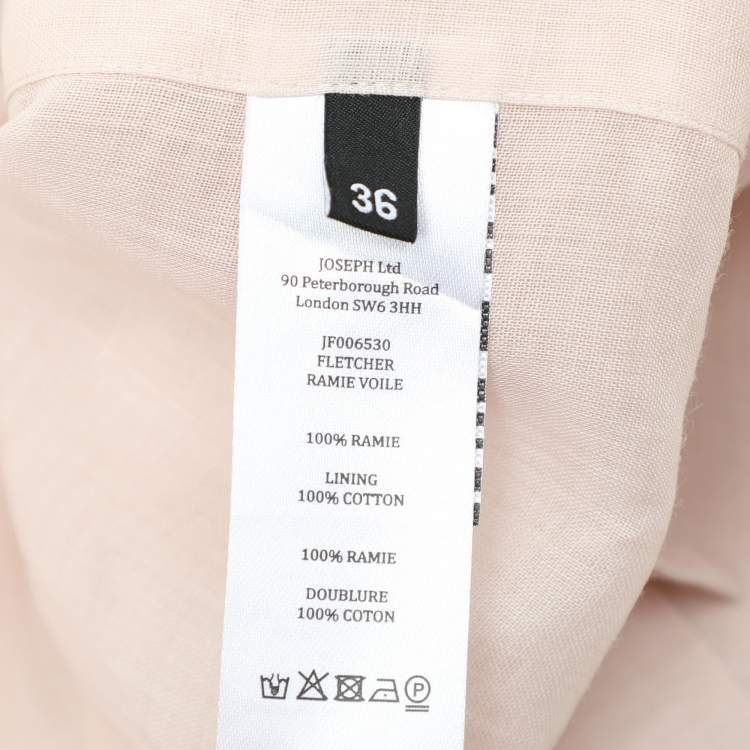 36
JOSEPH Ltd
90 Peterborough Road
London SW6 3HH
JF006530
FLETCHER
RAMIE VOILE
100% RAMIE
LINING
100% COTTON
100% RAMIE
DOUBLURE
100% COTON
P